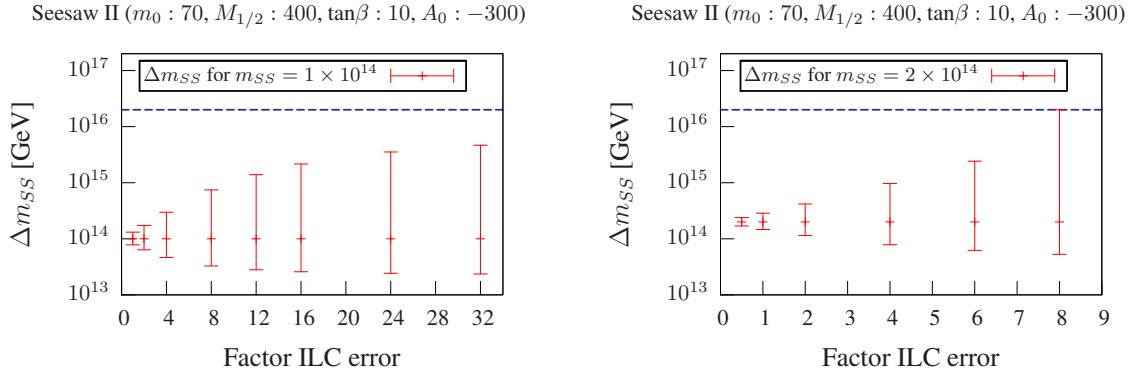 Seesaw II (m₀ : 70, M₁/₂ : 400, tanβ : 10, A₀ : −300)
Δm_SS for m_SS = 1 × 10¹⁴
10¹⁷
10¹⁶
10¹⁵
10¹⁴
10¹³
Δm_SS [GeV]
0 4 8 12 16 20 24 28 32
Factor ILC error
Seesaw II (m₀ : 70, M₁/₂ : 400, tanβ : 10, A₀ : −300)
Δm_SS for m_SS = 2 × 10¹⁴
10¹⁷
10¹⁶
10¹⁵
10¹⁴
10¹³
Δm_SS [GeV]
0 1 2 3 4 5 6 7 8 9
Factor ILC error